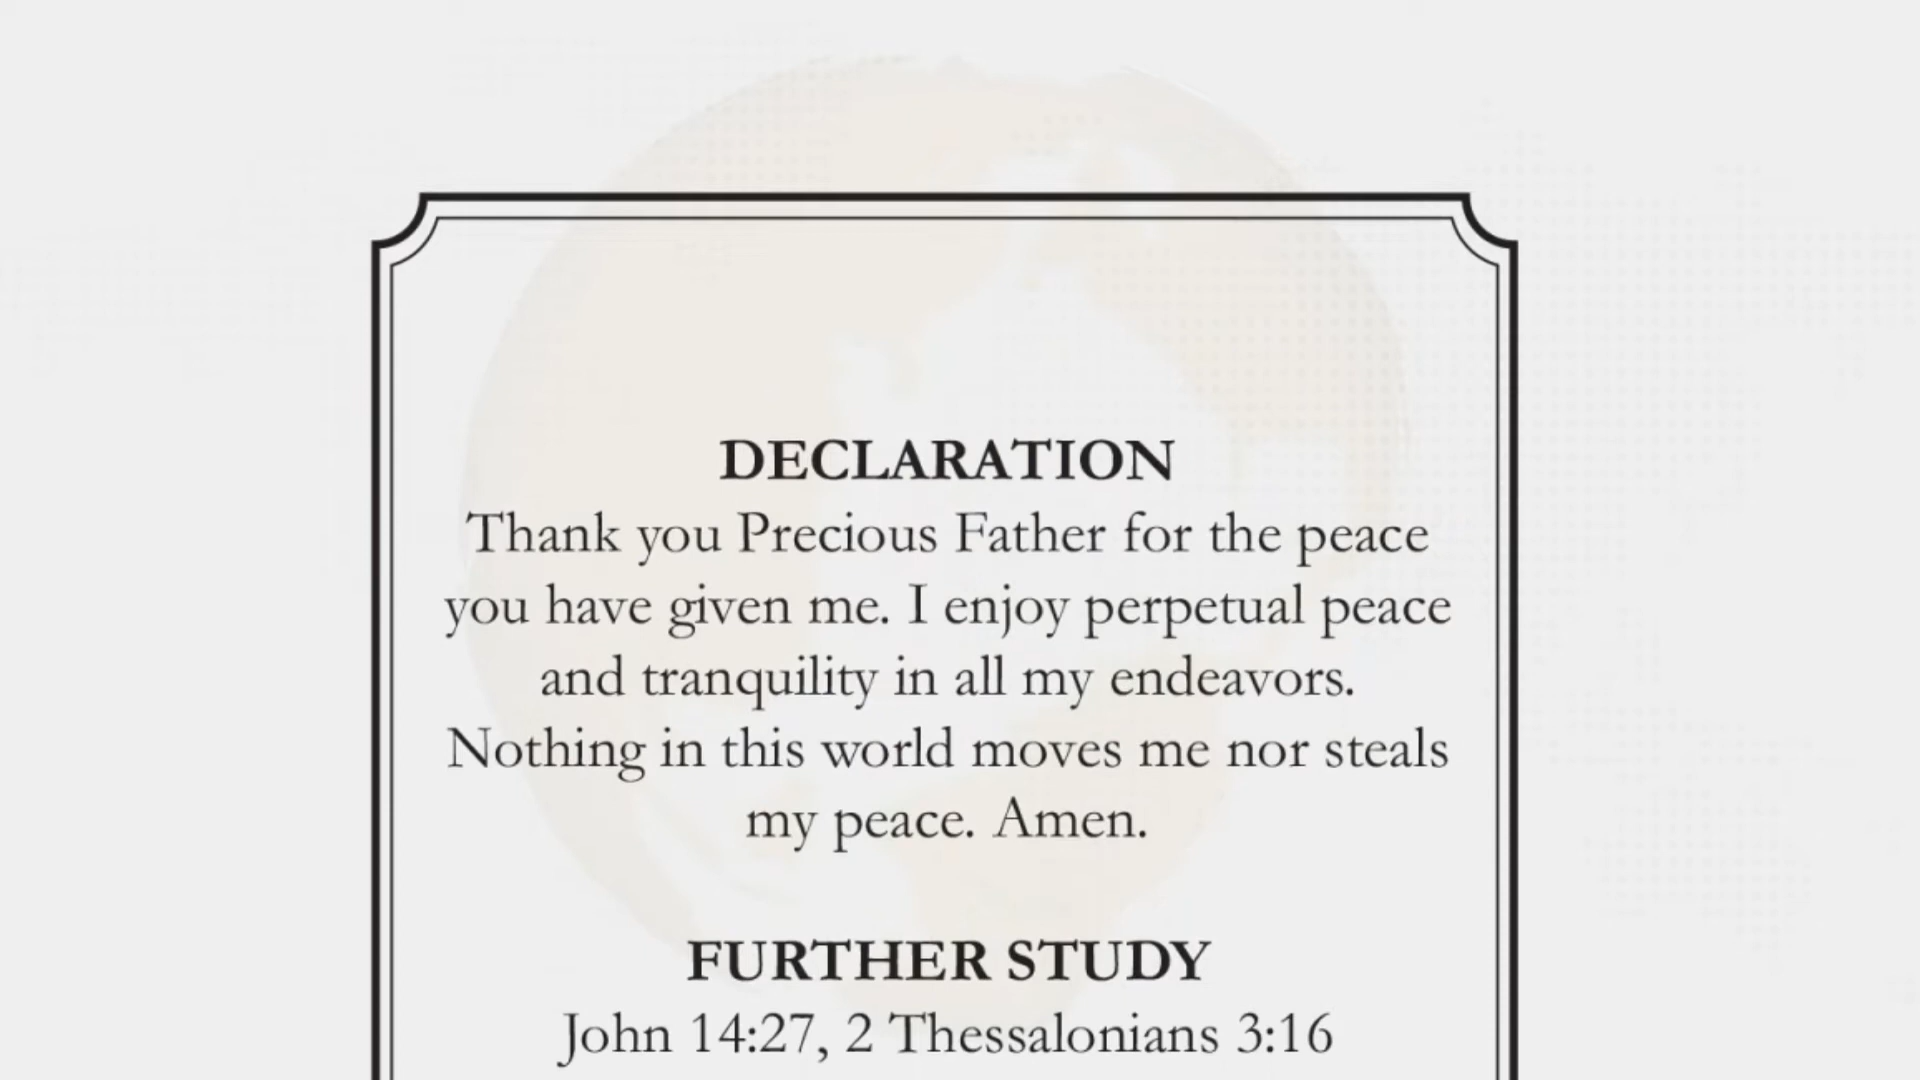 DECLARATION
Thank you Precious Father for the peace
you have given me. I enjoy perpetual peace
and tranquility in all my endeavors.
Nothing in this world moves me nor steals
my peace. Amen.
FURTHER STUDY
John 14:27, 2 Thessalonians 3:16